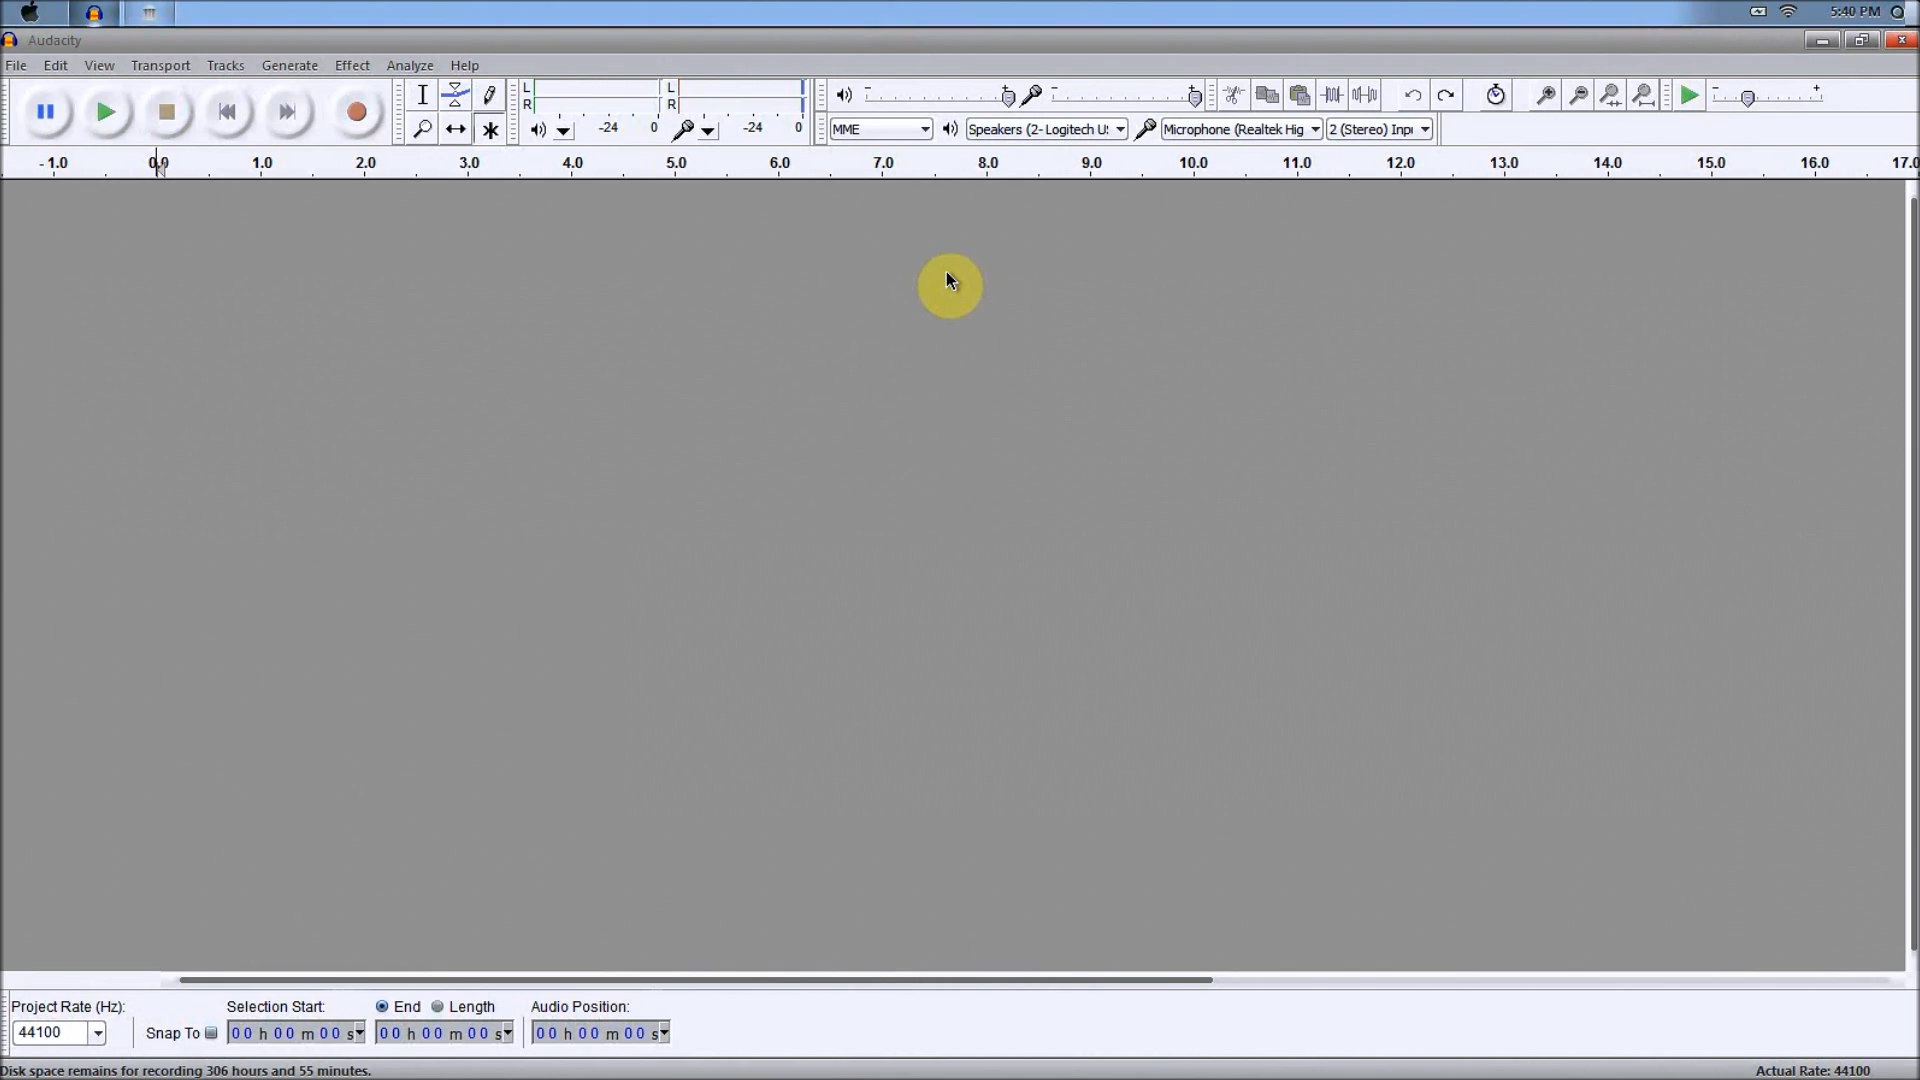 5:40 PM
Audacity
File Edit View Transport Tracks Generate Effect Analyze Help
L L
R R
-24 0 -24 0
MME Speakers (2- Logitech U Microphone (Realtek Hig 2 (Stereo) Inp
- 1.0 0.0 1.0 2.0 3.0 4.0 5.0 6.0 7.0 8.0 9.0 10.0 11.0 12.0 13.0 14.0 15.0 16.0 17.0
Project Rate (Hz): Selection Start: End Length Audio Position:
44100 Snap To 00 h 00 m 00 s 00 h 00 m 00 s 00 h 00 m 00 s
Disk space remains for recording 306 hours and 55 minutes. Actual Rate: 44100